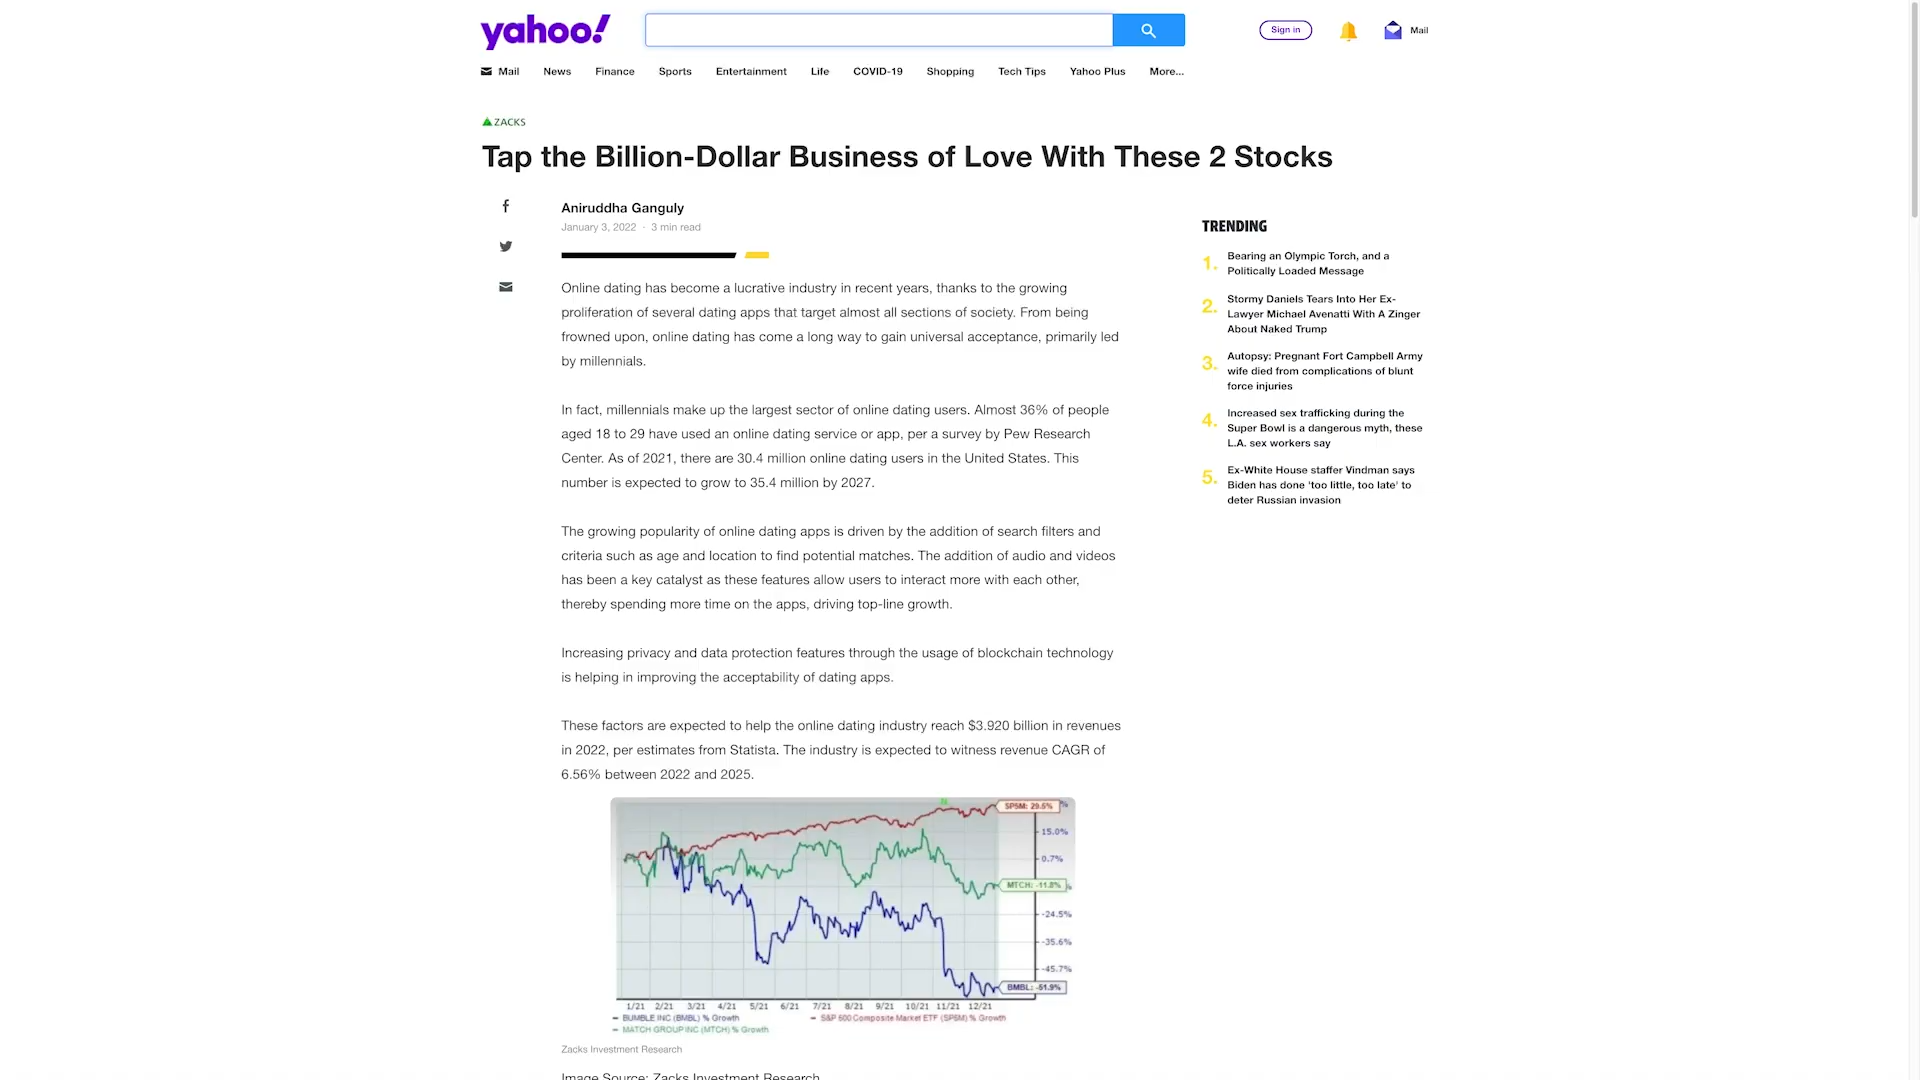 yahoo!
Sign in
Mail
Mail News Finance Sports Entertainment Life COVID-19 Shopping Tech Tips Yahoo Plus More...
ZACKS
Tap the Billion-Dollar Business of Love With These 2 Stocks
Aniruddha Ganguly
January 3, 2022 · 3 min read
Online dating has become a lucrative industry in recent years, thanks to the growing
proliferation of several dating apps that target almost all sections of society. From being
frowned upon, online dating has come a long way to gain universal acceptance, primarily led
by millennials.
In fact, millennials make up the largest sector of online dating users. Almost 36% of people
aged 18 to 29 have used an online dating service or app, per a survey by Pew Research
Center. As of 2021, there are 30.4 million online dating users in the United States. This
number is expected to grow to 35.4 million by 2027.
The growing popularity of online dating apps is driven by the addition of search filters and
criteria such as age and location to find potential matches. The addition of audio and videos
has been a key catalyst as these features allow users to interact more with each other,
thereby spending more time on the apps, driving top-line growth.
Increasing privacy and data protection features through the usage of blockchain technology
is helping in improving the acceptability of dating apps.
These factors are expected to help the online dating industry reach $3.920 billion in revenues
in 2022, per estimates from Statista. The industry is expected to witness revenue CAGR of
6.56% between 2022 and 2025.
N
SP5M: 29.5%
15.0%
0.7%
MTCH: -11.8%
-24.5%
-35.6%
-45.7%
BMBL: -51.9%
1/21 2/21 3/21 4/21 5/21 6/21 7/21 8/21 9/21 10/21 11/21 12/21
BUMBLE INC (BMBL) % Growth
S&P 600 Composite Market ETF (SP5M) % Growth
MATCH GROUP INC (MTCH) % Growth
Zacks Investment Research
Image Source: Zacks Investment Research
TRENDING
1. Bearing an Olympic Torch, and a
Politically Loaded Message
2. Stormy Daniels Tears Into Her Ex-
Lawyer Michael Avenatti With A Zinger
About Naked Trump
3. Autopsy: Pregnant Fort Campbell Army
wife died from complications of blunt
force injuries
4. Increased sex trafficking during the
Super Bowl is a dangerous myth, these
L.A. sex workers say
5. Ex-White House staffer Vindman says
Biden has done 'too little, too late' to
deter Russian invasion